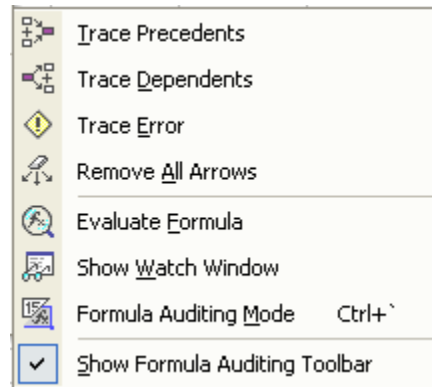 Trace Precedents
Trace Dependents
Trace Error
Remove All Arrows
Evaluate Formula
Show Watch Window
Formula Auditing Mode Ctrl+`
Show Formula Auditing Toolbar